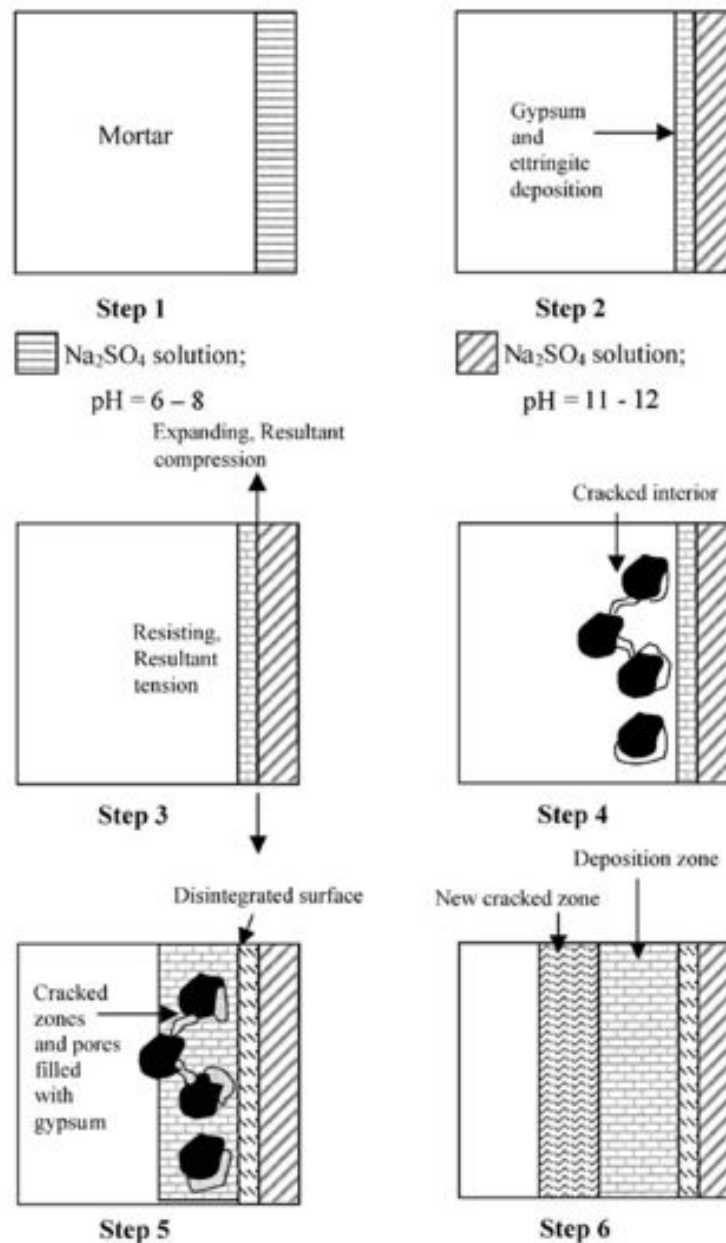 Mortar
Gypsum
and
ettringite
deposition
Step 1
Step 2
Na₂SO₄ solution;
pH = 6 – 8
Na₂SO₄ solution;
pH = 11 - 12
Expanding, Resultant
compression
Resisting,
Resultant
tension
Step 3
Cracked interior
Step 4
Disintegrated surface
Cracked
zones
and pores
filled
with
gypsum
Step 5
Deposition zone
New cracked zone
Step 6